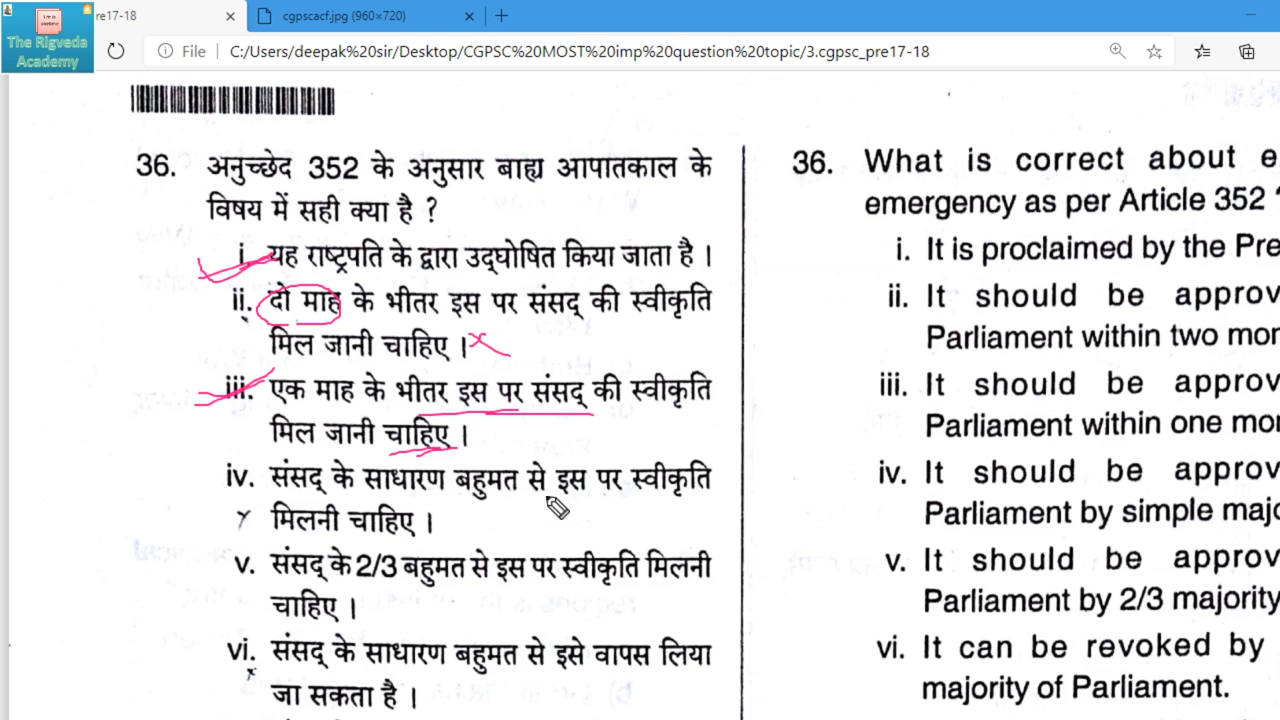 re17-18
cgpscacf.jpg (960×720)
The Rigveda
Academy
File
C:/Users/deepak%20sir/Desktop/CGPSC%20MOST%20imp%20question%20topic/3.cgpsc_pre17-18
36. अनुच्छेद 352 के अनुसार बाह्य आपातकाल के
विषय में सही क्या है ?
i. यह राष्ट्रपति के द्वारा उद्घोषित किया जाता है ।
ii. दो माह के भीतर इस पर संसद् की स्वीकृति
मिल जानी चाहिए ।
iii. एक माह के भीतर इस पर संसद् की स्वीकृति
मिल जानी चाहिए ।
iv. संसद् के साधारण बहुमत से इस पर स्वीकृति
मिलनी चाहिए ।
v. संसद् के 2/3 बहुमत से इस पर स्वीकृति मिलनी
चाहिए ।
vi. संसद् के साधारण बहुमत से इसे वापस लिया
जा सकता है ।
36. What is correct about e
emergency as per Article 352 ?
i. It is proclaimed by the Pre
ii. It should be approv
Parliament within two mon
iii. It should be approv
Parliament within one mon
iv. It should be approv
Parliament by simple majo
v. It should be approv
Parliament by 2/3 majority
vi. It can be revoked by
majority of Parliament.